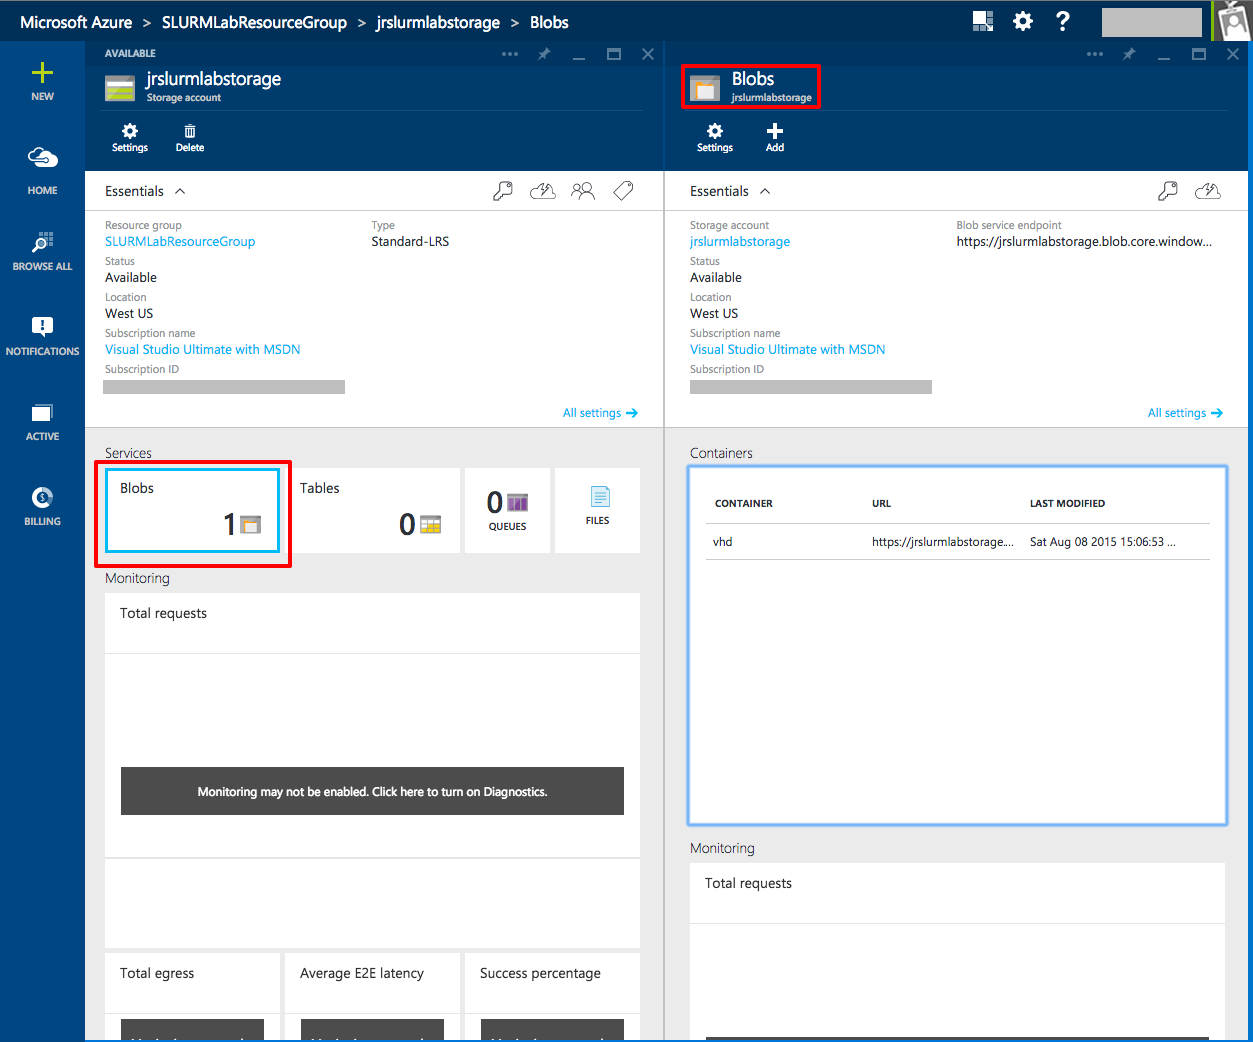 Microsoft Azure > SLURMLabResourceGroup > jrslurmlabstorage > Blobs
NEW
HOME
BROWSE ALL
NOTIFICATIONS
ACTIVE
BILLING
AVAILABLE
jrslurmlabstorage
Storage account
Settings Delete
Essentials
Resource group Type
SLURMLabResourceGroup Standard-LRS
Status
Available
Location
West US
Subscription name
Visual Studio Ultimate with MSDN
Subscription ID
All settings
Services
Blobs
1
Tables
0
0
QUEUES
FILES
Monitoring
Total requests
Monitoring may not be enabled. Click here to turn on Diagnostics.
Total egress Average E2E latency Success percentage
Blobs
jrslurmlabstorage
Settings Add
Essentials
Storage account Blob service endpoint
jrslurmlabstorage https://jrslurmlabstorage.blob.core.window...
Status
Available
Location
West US
Subscription name
Visual Studio Ultimate with MSDN
Subscription ID
All settings
Containers
CONTAINER URL LAST MODIFIED
vhd https://jrslurmlabstorage.... Sat Aug 08 2015 15:06:53 ...
Monitoring
Total requests